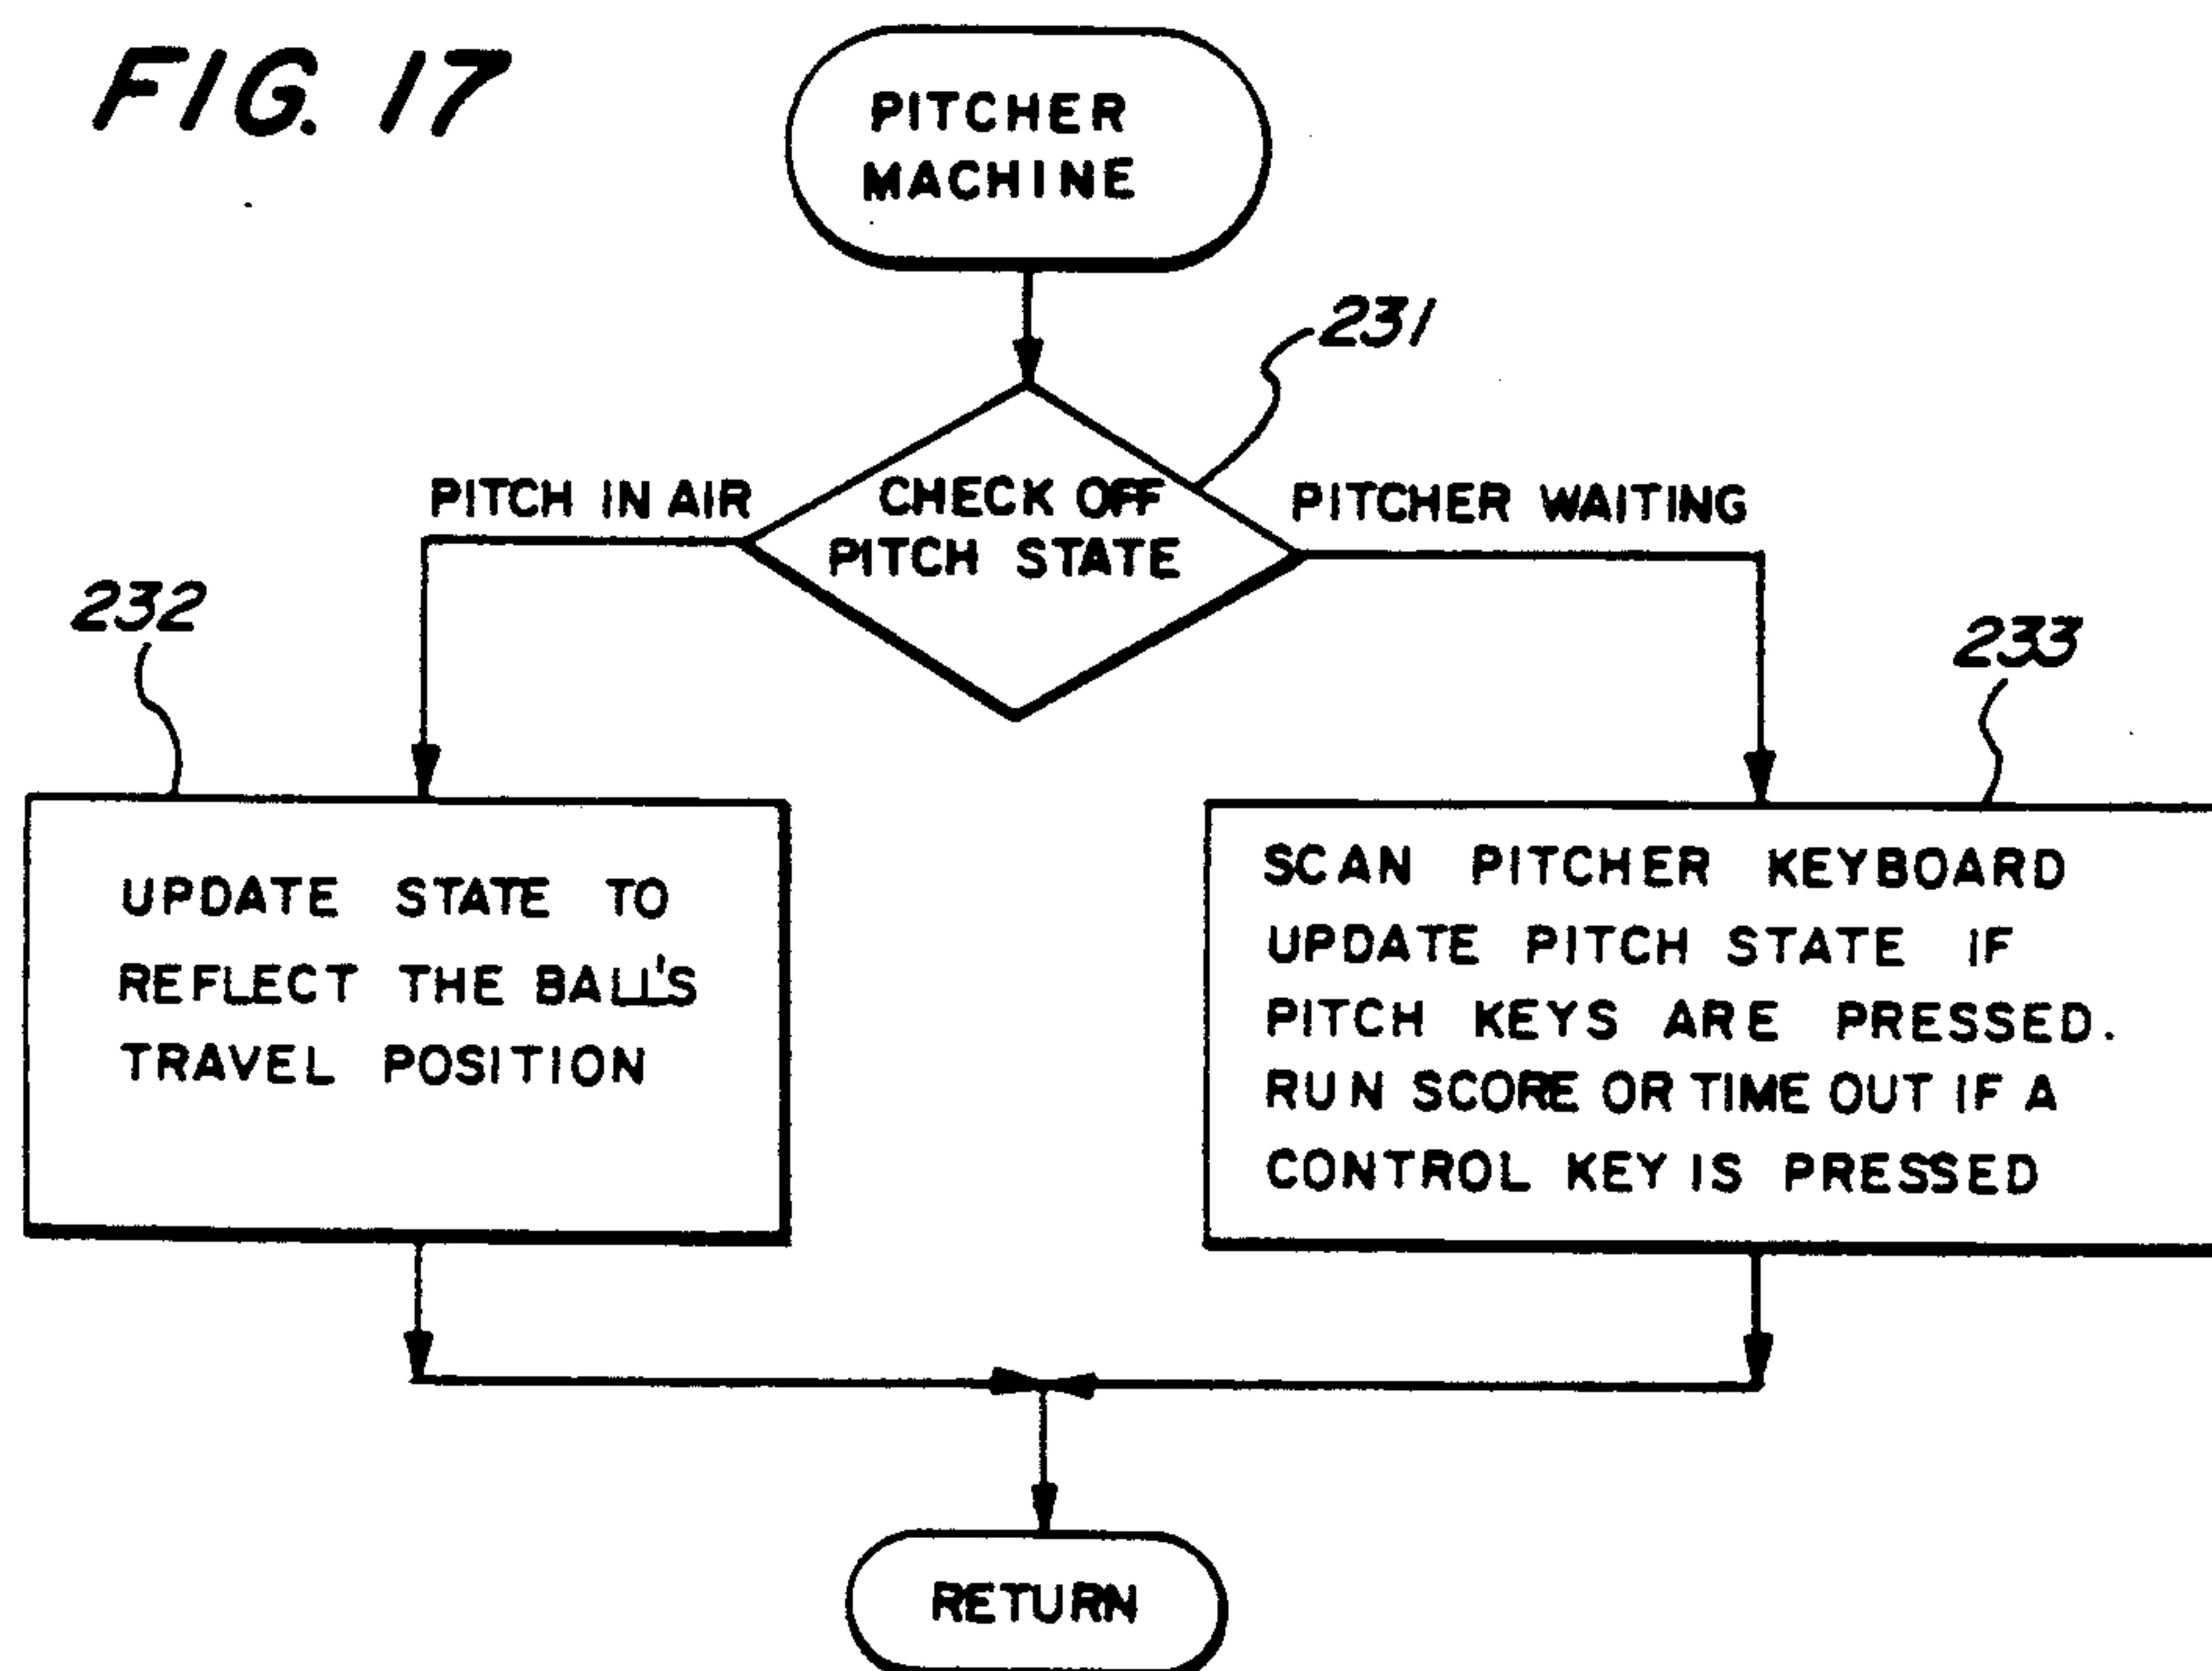 FIG. 17
PITCHER
MACHINE
231
PITCH IN AIR
CHECK OFF
PITCH STATE
PITCHER WAITING
232
233
UPDATE STATE TO
REFLECT THE BALL'S
TRAVEL POSITION
SCAN PITCHER KEYBOARD
UPDATE PITCH STATE IF
PITCH KEYS ARE PRESSED.
RUN SCORE OR TIME OUT IF A
CONTROL KEY IS PRESSED
RETURN